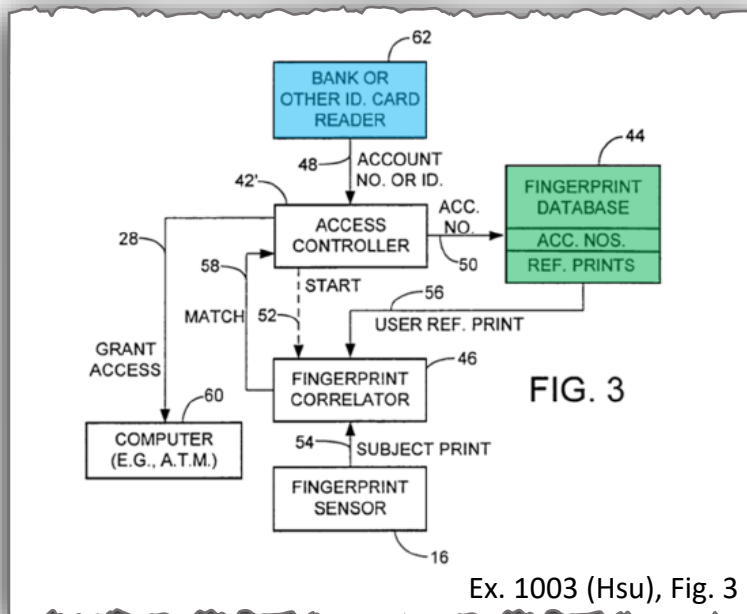 62
BANK OR
OTHER ID. CARD
READER
44
48
ACCOUNT
NO. OR ID.
42'
FINGERPRINT
DATABASE
ACC.
NO.
ACCESS
CONTROLLER
28
58
50
ACC. NOS.
REF. PRINTS
START
56
MATCH
52
USER REF. PRINT
GRANT
ACCESS
46
FINGERPRINT
CORRELATOR
FIG. 3
60
COMPUTER
(E.G., A.T.M.)
54
SUBJECT PRINT
FINGERPRINT
SENSOR
16
Ex. 1003 (Hsu), Fig. 3